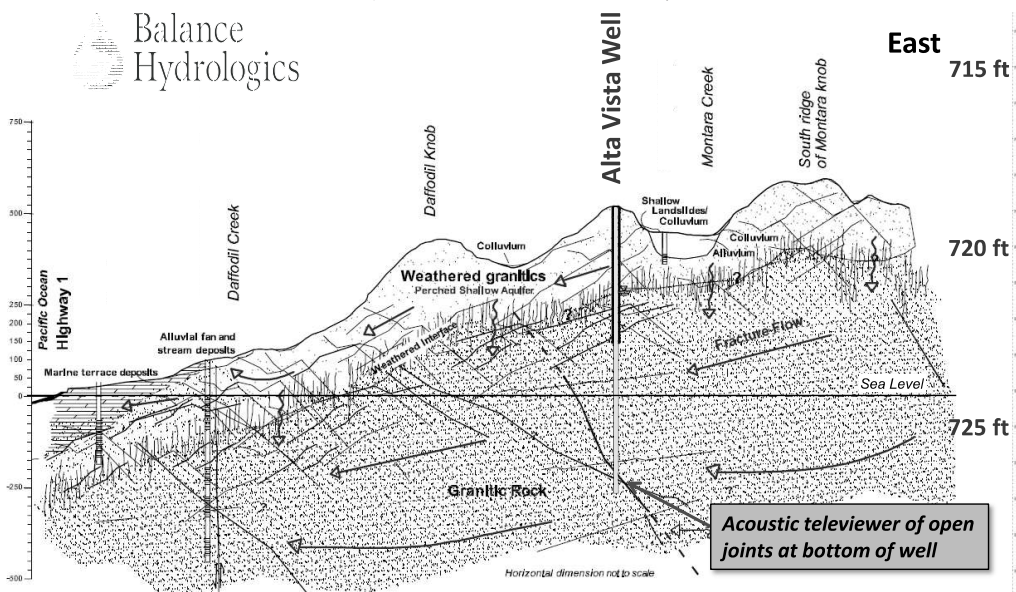 Balance
Hydrologics
East
715 ft
720 ft
725 ft
Alta Vista Well
Montara Creek
South ridge
of Montara knob
Daffodil Knob
Daffodil Creek
Pacific Ocean
Highway 1
750
500
250
200
150
100
50
0
-250
-500
Shallow
Landslides/
Colluvium
Colluvium
Colluvium
Alluvium
Weathered granitics
Perched Shallow Aquifer
Weathered Interface
Fracture Flow
Alluvial fan and
stream deposits
Marine terrace deposits
Sea Level
Granitic Rock
?
?
?
?
?
Acoustic televiewer of open
joints at bottom of well
Horizontal dimension not to scale